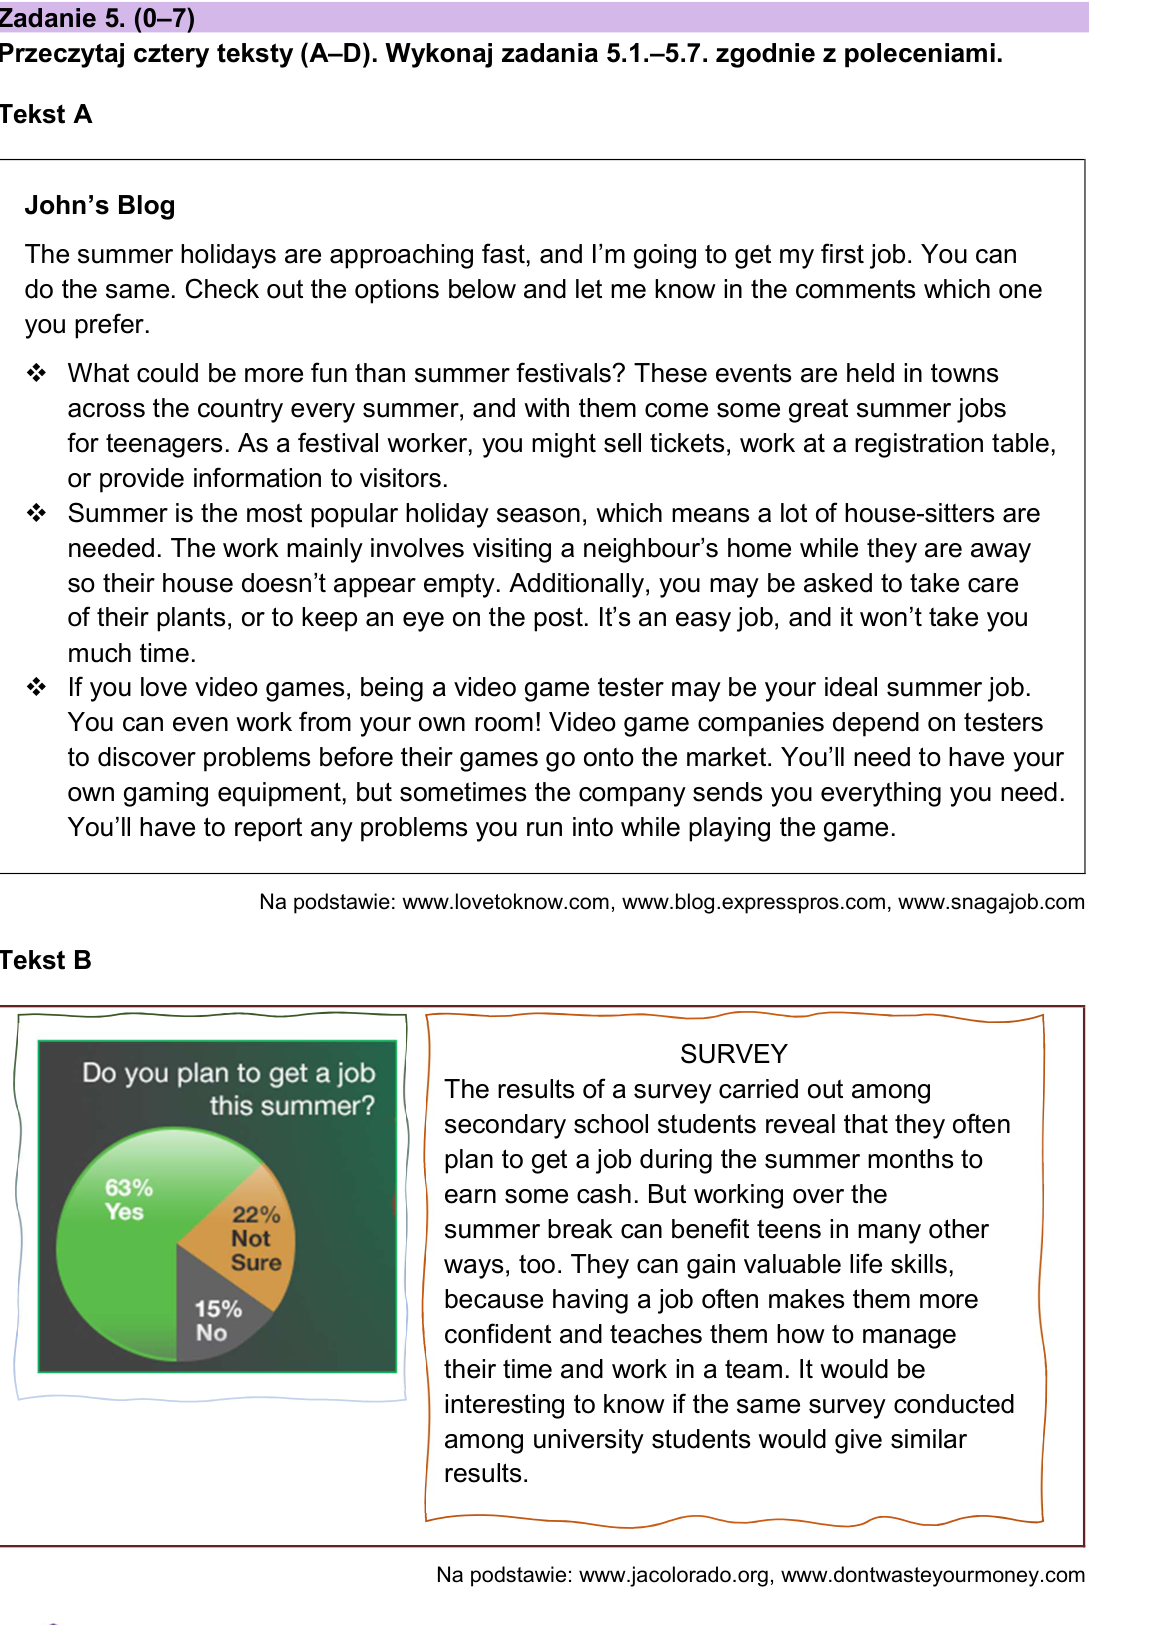 Zadanie 5. (0–7)
Przeczytaj cztery teksty (A–D). Wykonaj zadania 5.1.–5.7. zgodnie z poleceniami.
Tekst A
John’s Blog
The summer holidays are approaching fast, and I’m going to get my first job. You can
do the same. Check out the options below and let me know in the comments which one
you prefer.
❖ What could be more fun than summer festivals? These events are held in towns
across the country every summer, and with them come some great summer jobs
for teenagers. As a festival worker, you might sell tickets, work at a registration table,
or provide information to visitors.
❖ Summer is the most popular holiday season, which means a lot of house-sitters are
needed. The work mainly involves visiting a neighbour’s home while they are away
so their house doesn’t appear empty. Additionally, you may be asked to take care
of their plants, or to keep an eye on the post. It’s an easy job, and it won’t take you
much time.
❖ If you love video games, being a video game tester may be your ideal summer job.
You can even work from your own room! Video game companies depend on testers
to discover problems before their games go onto the market. You’ll need to have your
own gaming equipment, but sometimes the company sends you everything you need.
You’ll have to report any problems you run into while playing the game.
Na podstawie: www.lovetoknow.com, www.blog.expresspros.com, www.snagajob.com
Tekst B
Do you plan to get a job
this summer?
63%
Yes
22%
Not
Sure
15%
No
SURVEY
The results of a survey carried out among
secondary school students reveal that they often
plan to get a job during the summer months to
earn some cash. But working over the
summer break can benefit teens in many other
ways, too. They can gain valuable life skills,
because having a job often makes them more
confident and teaches them how to manage
their time and work in a team. It would be
interesting to know if the same survey conducted
among university students would give similar
results.
Na podstawie: www.jacolorado.org, www.dontwasteyourmoney.com